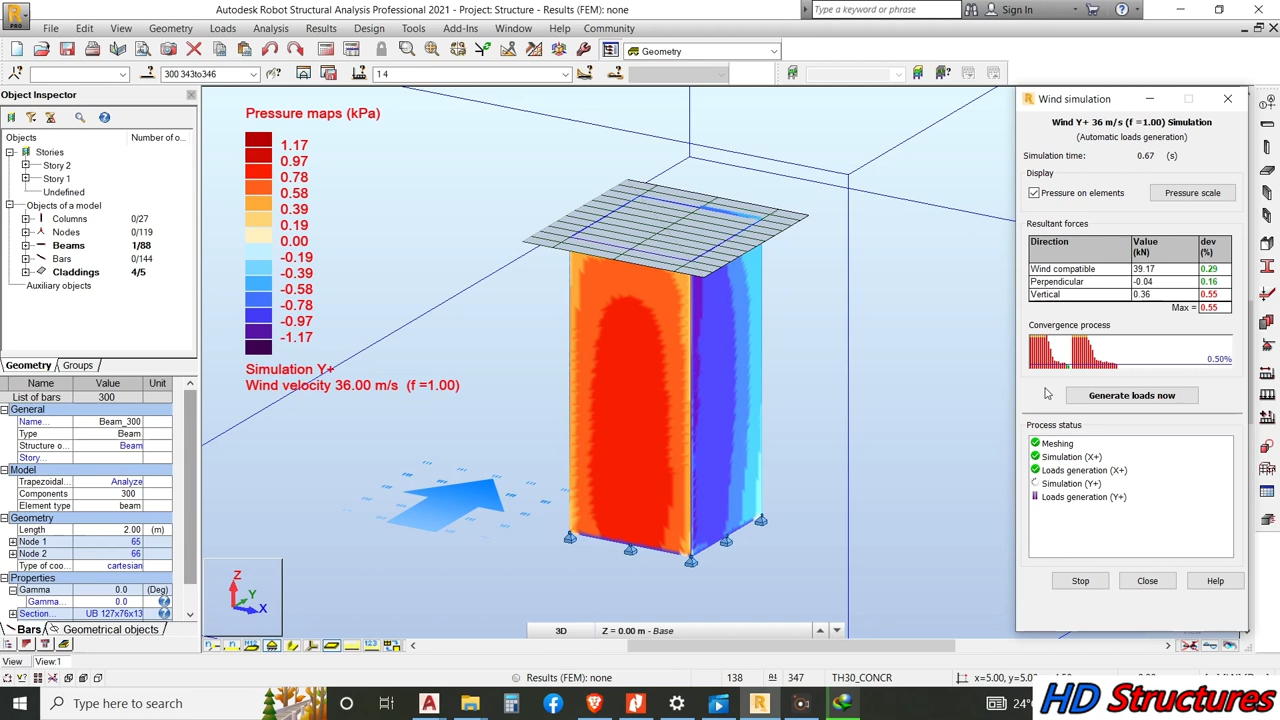 PRO
Autodesk Robot Structural Analysis Professional 2021 - Project: Structure - Results (FEM): none
Type a keyword or phrase
Sign In
File Edit View Geometry Loads Analysis Results Design Tools Add-Ins Window Help Community
Geometry
300 343to346
1 4
Object Inspector
Objects Number of o...
Stories
Story 2
Story 1
Undefined
Objects of a model
Columns 0/27
Nodes 0/119
Beams 1/88
Bars 0/144
Claddings 4/5
Auxiliary objects
Geometry Groups
Name Value Unit
List of bars 300
General
Name... Beam_300
Type Beam
Structure o... Beam
Story...
Model
Trapezoidal... Analyze
Components 300
Element type beam
Geometry
Length 2.00 (m)
Node 1 65
Node 2 66
Type of coo... cartesian
Properties
Gamma 0.0 (Deg)
Gamma... 0.0
Section... UB 127x76x13
Bars Geometrical objects
View View:1
Pressure maps (kPa)
1.17
0.97
0.78
0.58
0.39
0.19
0.00
-0.19
-0.39
-0.58
-0.78
-0.97
-1.17
Simulation Y+
Wind velocity 36.00 m/s (f =1.00)
Z
Y
X
3D Z = 0.00 m - Base
Wind simulation
Wind Y+ 36 m/s (f =1.00) Simulation
(Automatic loads generation)
Simulation time: 0.67 (s)
Display
Pressure on elements Pressure scale
Resultant forces
Direction Value (kN) dev (%)
Wind compatible 39.17 0.29
Perpendicular -0.04 0.16
Vertical 0.36 0.55
Max = 0.55
Convergence process
0.50%
Generate loads now
Process status
Meshing
Simulation (X+)
Loads generation (X+)
Simulation (Y+)
Loads generation (Y+)
Stop Close Help
Results (FEM): none 138 347 TH30_CONCR
Type here to search
24°
HD Structures